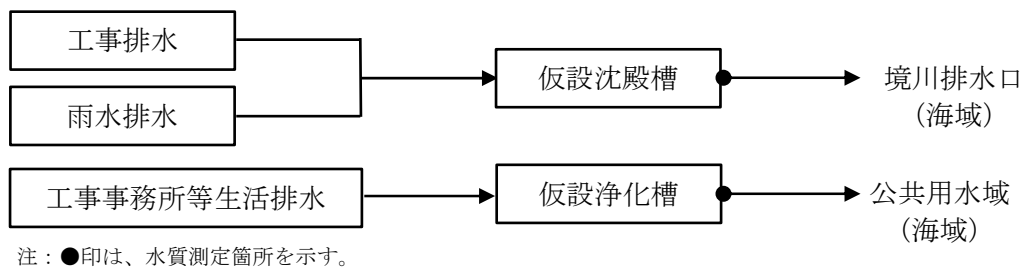 工事排水
雨水排水
仮設沈殿槽
境川排水口
（海域）
工事事務所等生活排水
仮設浄化槽
公共用水域
（海域）
注：●印は、水質測定箇所を示す。